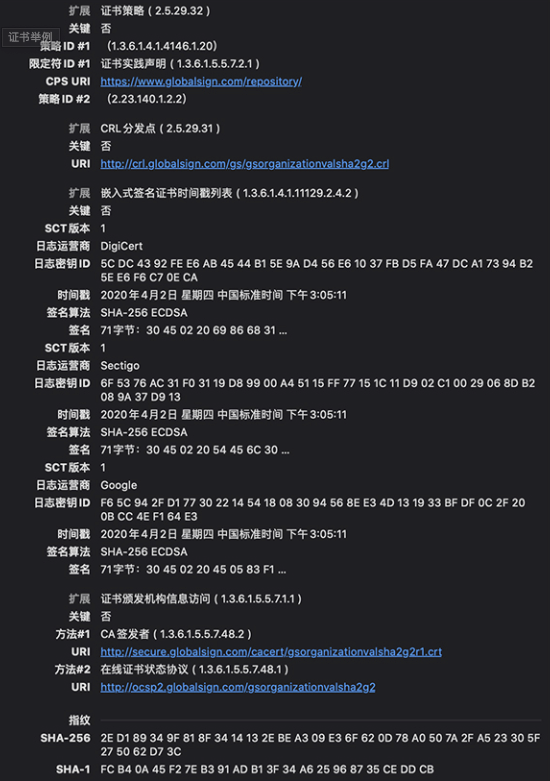 扩展 证书策略 ( 2.5.29.32 )
关键 否
证书举例
策略 ID #1 （1.3.6.1.4.1.4146.1.20）
限定符 ID #1 证书实践声明 ( 1.3.6.1.5.5.7.2.1 )
CPS URI https://www.globalsign.com/repository/
策略 ID #2 （2.23.140.1.2.2）
扩展 CRL 分发点 ( 2.5.29.31 )
关键 否
URI http://crl.globalsign.com/gs/gsorganizationvalsha2g2.crl
扩展 嵌入式签名证书时间戳列表 ( 1.3.6.1.4.1.11129.2.4.2 )
关键 否
SCT 版本 1
日志运营商 DigiCert
日志密钥 ID 5C DC 43 92 FE E6 AB 45 44 B1 5E 9A D4 56 E6 10 37 FB D5 FA 47 DC A1 73 94 B2
5E E6 F6 C7 0E CA
时间戳 2020 年 4月2日 星期四 中国标准时间 下午 3:05:11
签名算法 SHA-256 ECDSA
签名 71 字节：30 45 02 20 69 86 68 31 ...
SCT 版本 1
日志运营商 Sectigo
日志密钥 ID 6F 53 76 AC 31 F0 31 19 D8 99 00 A4 51 15 FF 77 15 1C 11 D9 02 C1 00 29 06 8D B2
08 9A 37 D9 13
时间戳 2020 年 4月2日 星期四 中国标准时间 下午 3:05:11
签名算法 SHA-256 ECDSA
签名 71 字节：30 45 02 20 54 45 6C 30 ...
SCT 版本 1
日志运营商 Google
日志密钥 ID F6 5C 94 2F D1 77 30 22 14 54 18 08 30 94 56 8E E3 4D 13 19 33 BF DF 0C 2F 20
0B CC 4E F1 64 E3
时间戳 2020 年 4月2日 星期四 中国标准时间 下午 3:05:11
签名算法 SHA-256 ECDSA
签名 71 字节：30 45 02 20 45 05 83 F1 ...
扩展 证书颁发机构信息访问 ( 1.3.6.1.5.5.7.1.1 )
关键 否
方法#1 CA 签发者 ( 1.3.6.1.5.5.7.48.2 )
URI http://secure.globalsign.com/cacert/gsorganizationvalsha2g2r1.crt
方法#2 在线证书状态协议 ( 1.3.6.1.5.5.7.48.1 )
URI http://ocsp2.globalsign.com/gsorganizationvalsha2g2
指纹
SHA-256 2E D1 89 34 9F 81 8F 34 14 13 2E BE A3 09 E3 6F 62 0D 78 A0 50 7A 2F A5 23 30 5F
27 50 62 D7 3C
SHA-1 FC B4 0A 45 F2 7E B3 91 AD B1 3F 34 A6 25 96 87 35 CE DD CB